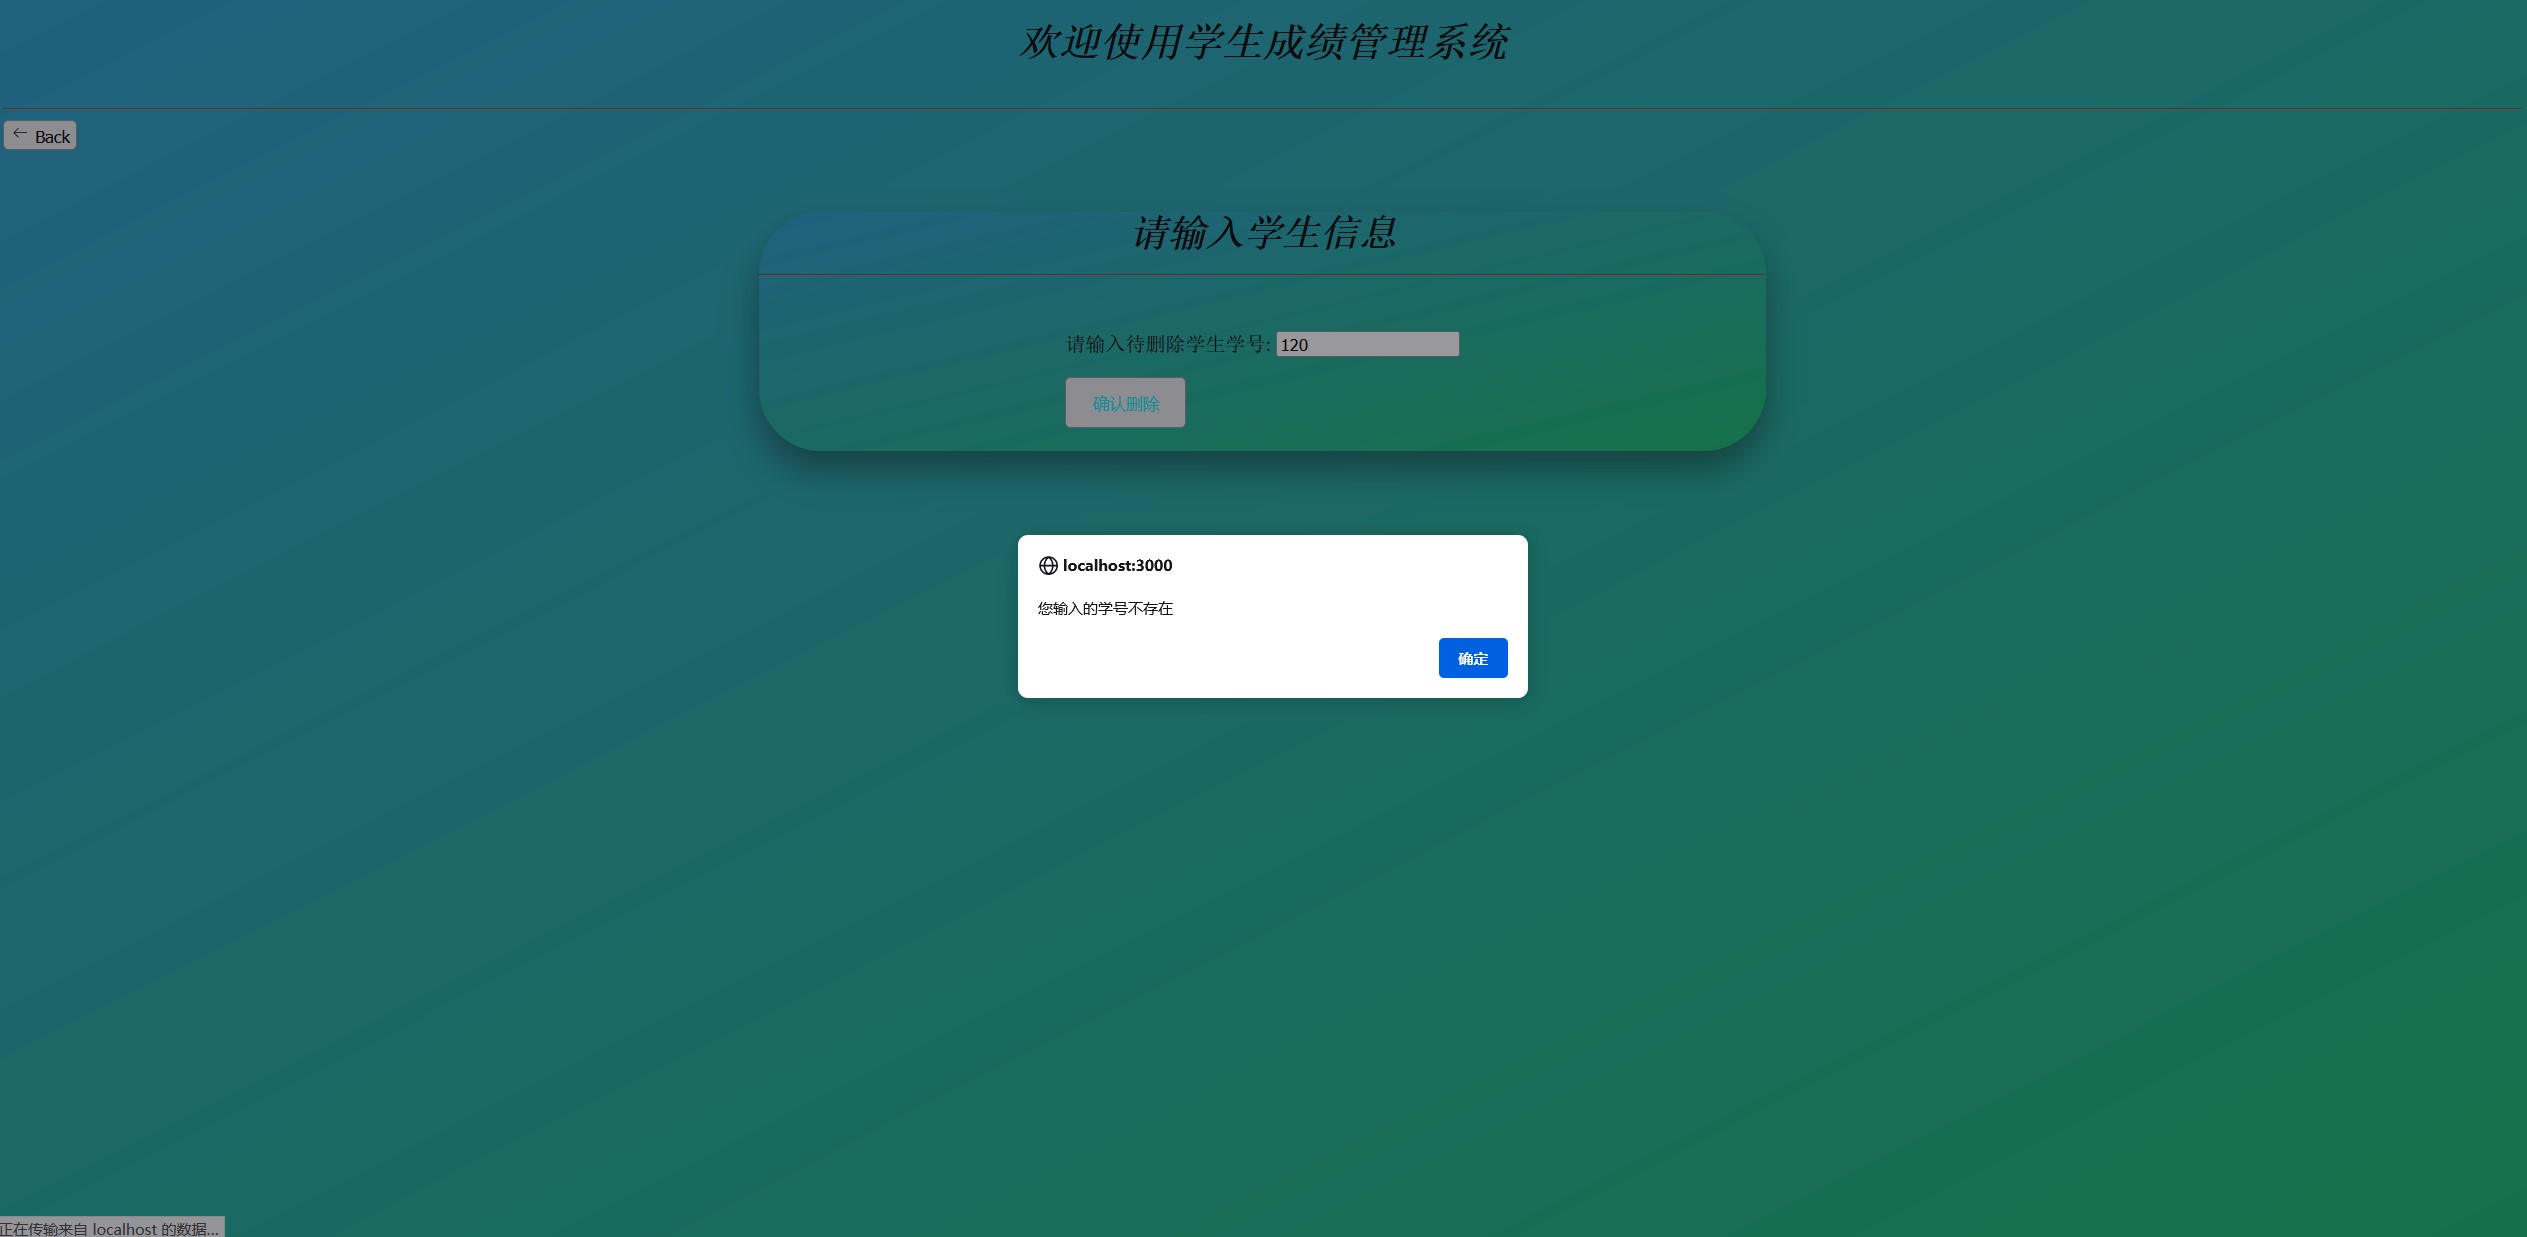 欢迎使用学生成绩管理系统
← Back
请输入学生信息
请输入待删除学生学号: 120
确认删除
localhost:3000
您输入的学号不存在
确定
正在传输来自 localhost 的数据...